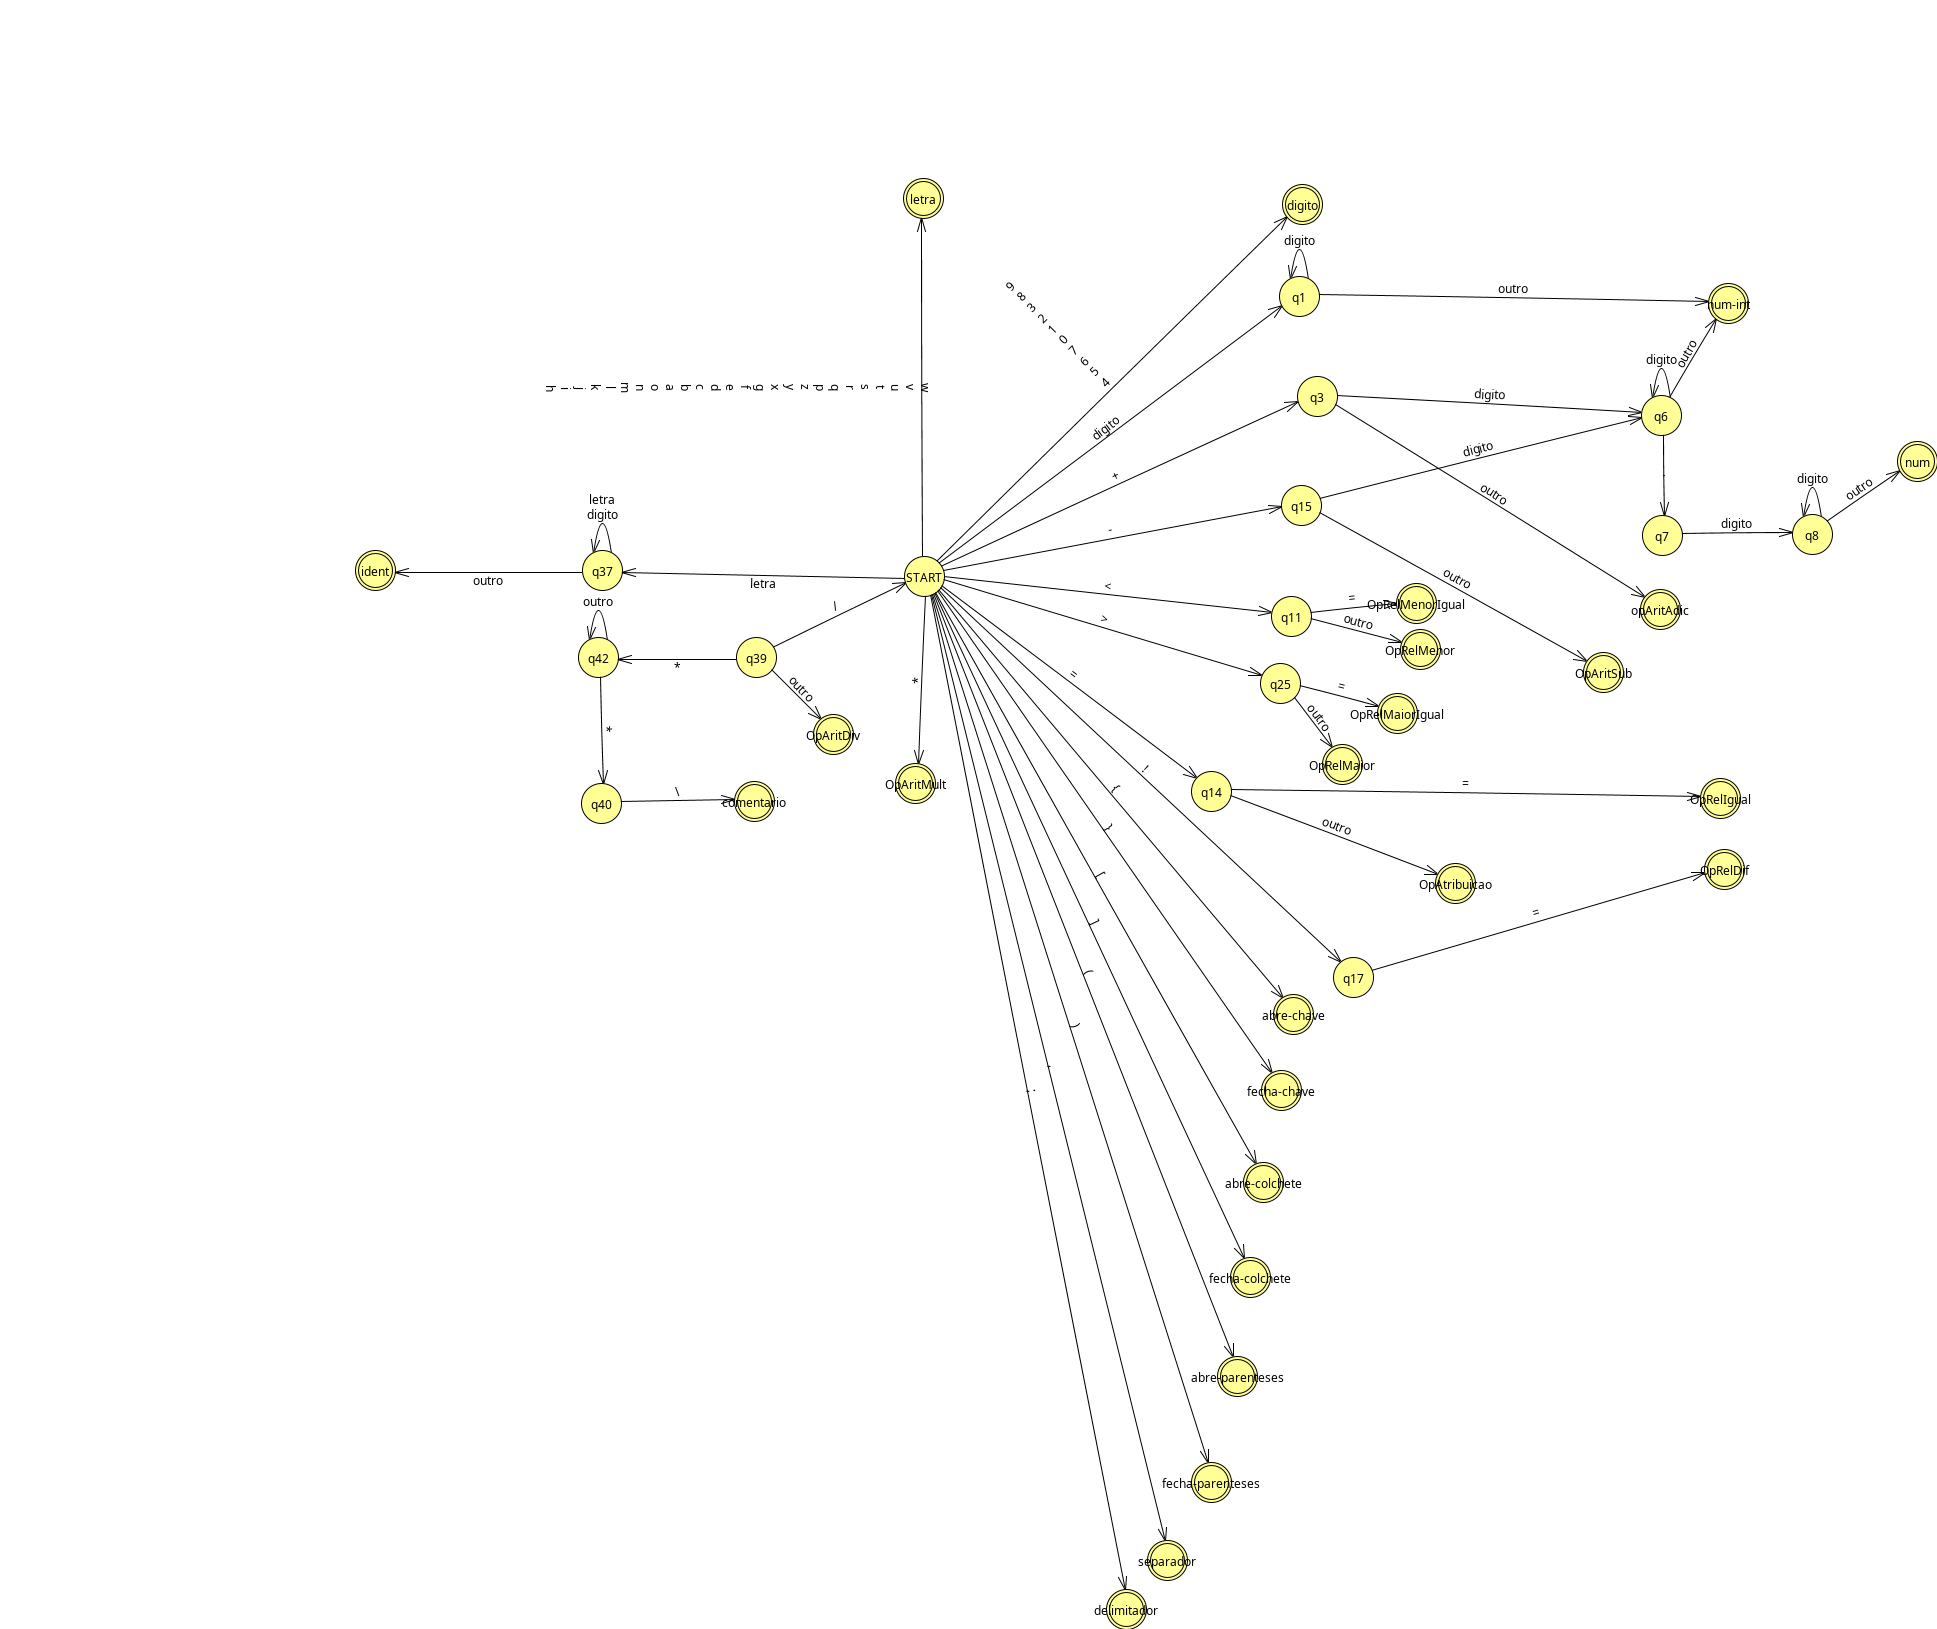 letra
digito
digito
9
8
3
2
1
0
7
6
5
4
q1
outro
num-int
digito
outro
w
v
u
t
s
r
q
p
z
y
x
g
f
e
d
c
b
a
o
n
m
l
k
j
i
h
q3
digito
q6
digito
+
digito
outro
num
letra
digito
q15
digito
outro
-
q7
digito
q8
ident
outro
q37
letra
START
<
outro
=
OpRelMenorIgual
opAritAdic
outro
/
q11
outro
OpRelMenor
>
q42
*
q39
*
=
q25
=
OpRelMaiorIgual
OpAritSub
outro
outro
*
OpAritDiv
OpRelMaior
!
OpAritMult
{
q14
=
OpRelIgual
q40
\
comentario
}
outro
[
OpAtribuicao
OpRelDif
]
=
(
q17
)
abre-chave
;
fecha-chave
abre-colchete
fecha-colchete
abre-parenteses
fecha-parenteses
separador
delimitador